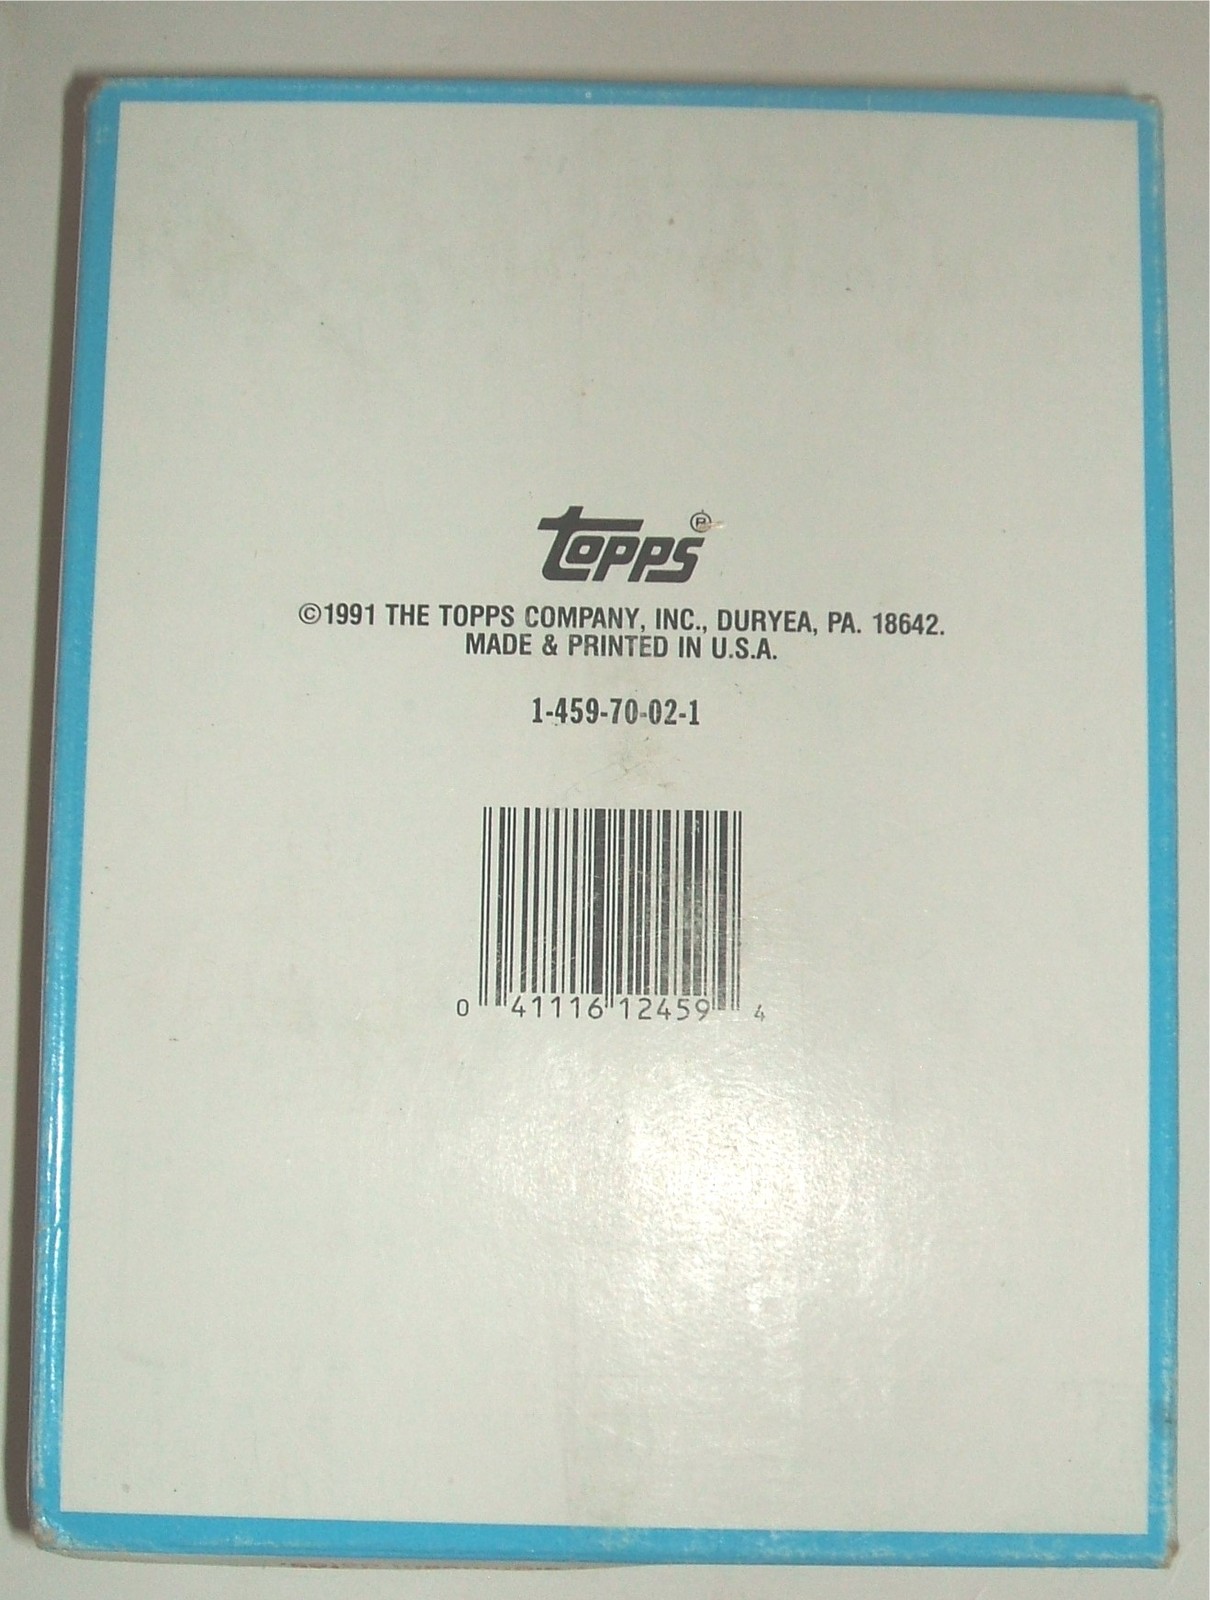 topps®
©1991 THE TOPPS COMPANY, INC., DURYEA, PA. 18642.
MADE & PRINTED IN U.S.A.
1-459-70-02-1
0 41116 12459 4